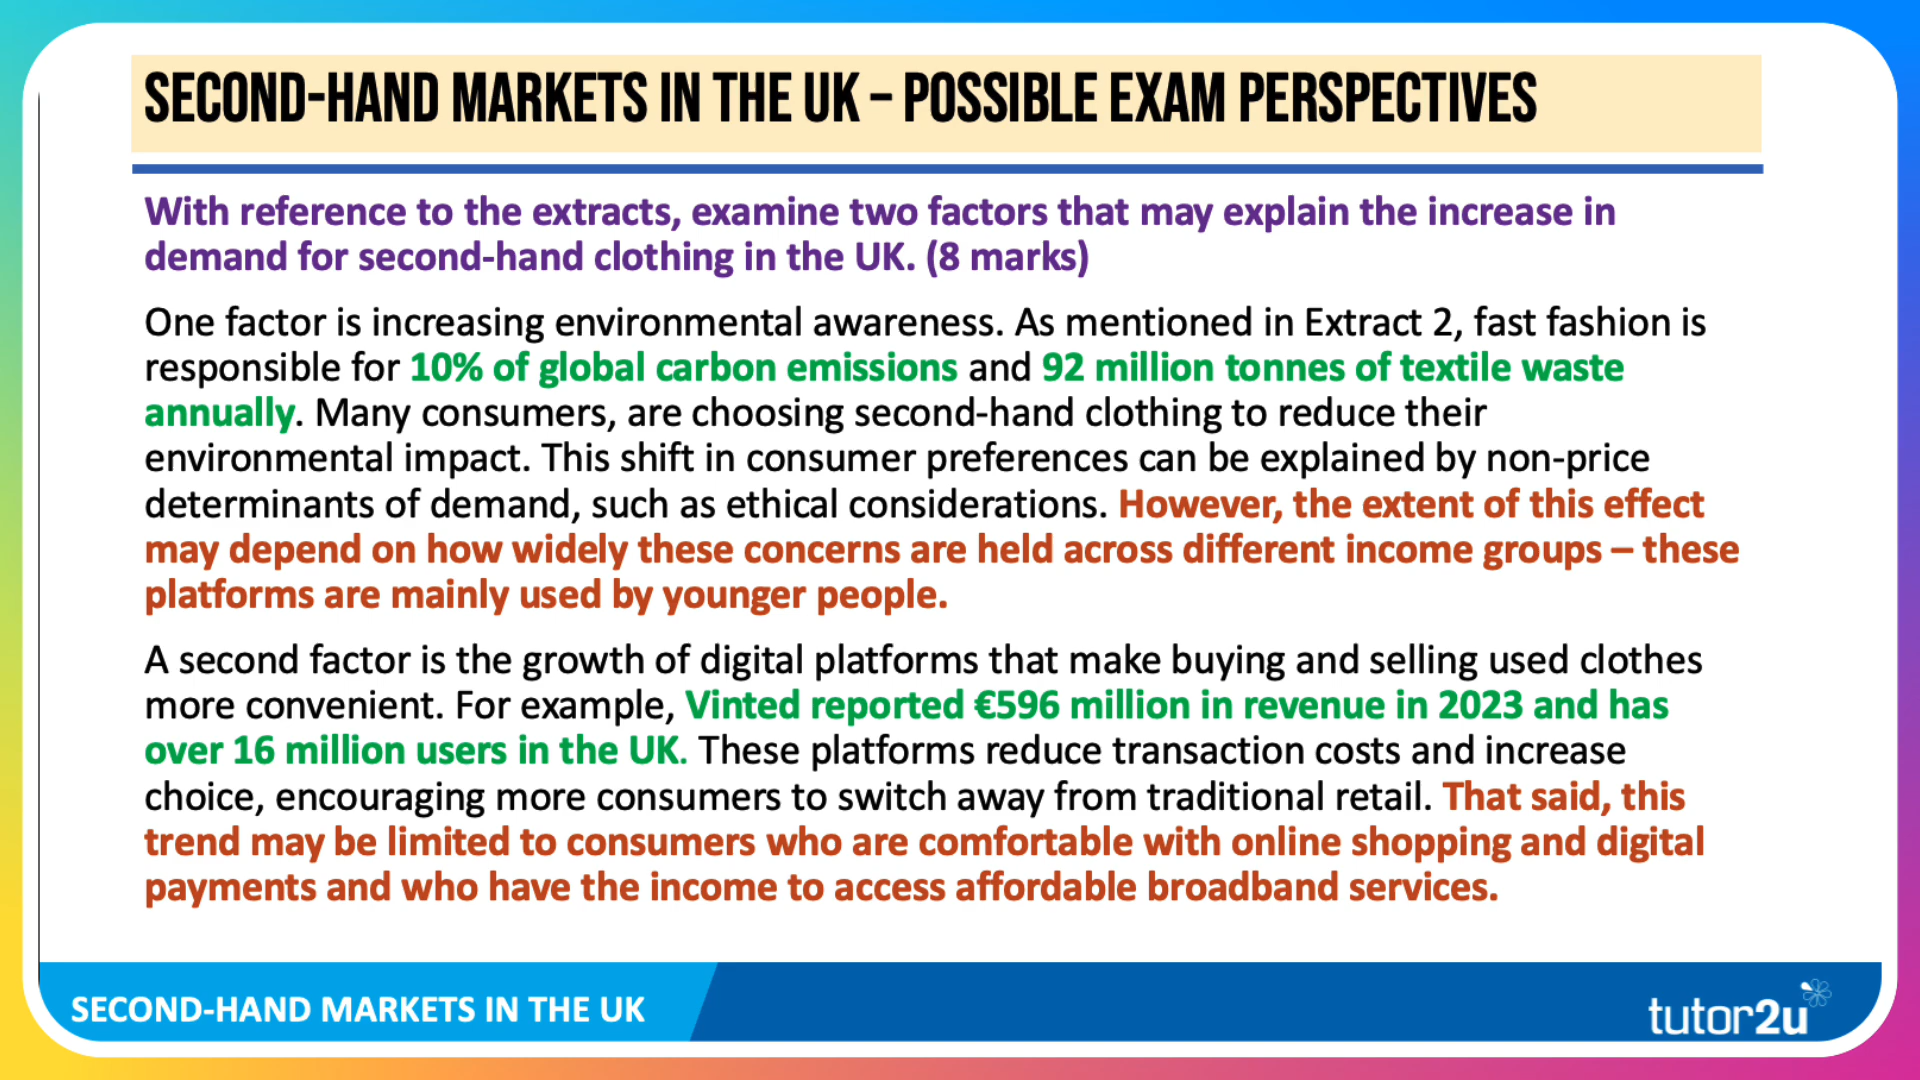 SECOND-HAND MARKETS IN THE UK – POSSIBLE EXAM PERSPECTIVES
With reference to the extracts, examine two factors that may explain the increase in
demand for second-hand clothing in the UK. (8 marks)
One factor is increasing environmental awareness. As mentioned in Extract 2, fast fashion is
responsible for 10% of global carbon emissions and 92 million tonnes of textile waste
annually. Many consumers, are choosing second-hand clothing to reduce their
environmental impact. This shift in consumer preferences can be explained by non-price
determinants of demand, such as ethical considerations. However, the extent of this effect
may depend on how widely these concerns are held across different income groups – these
platforms are mainly used by younger people.
A second factor is the growth of digital platforms that make buying and selling used clothes
more convenient. For example, Vinted reported €596 million in revenue in 2023 and has
over 16 million users in the UK. These platforms reduce transaction costs and increase
choice, encouraging more consumers to switch away from traditional retail. That said, this
trend may be limited to consumers who are comfortable with online shopping and digital
payments and who have the income to access affordable broadband services.
SECOND-HAND MARKETS IN THE UK
tutor2u